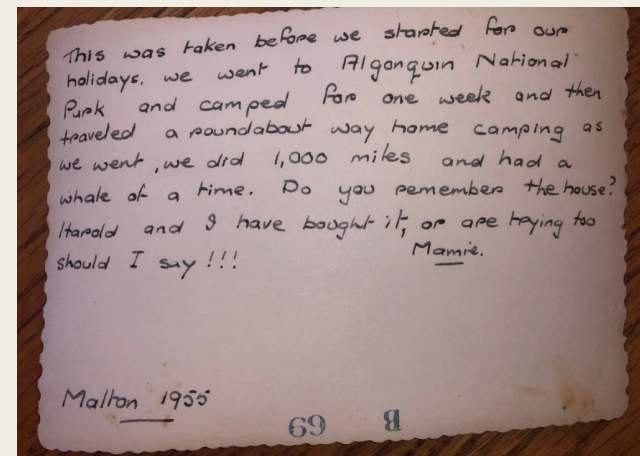 This was taken before we started for our
holidays, we went to Algonquin National
Park and camped for one week and then
traveled a roundabout way home camping as
we went, we did 1,000 miles and had a
whale of a time. Do you remember the house?
Harold and I have bought it, or are trying too
should I say !!!
Mamie.
Malton 1955
69 B